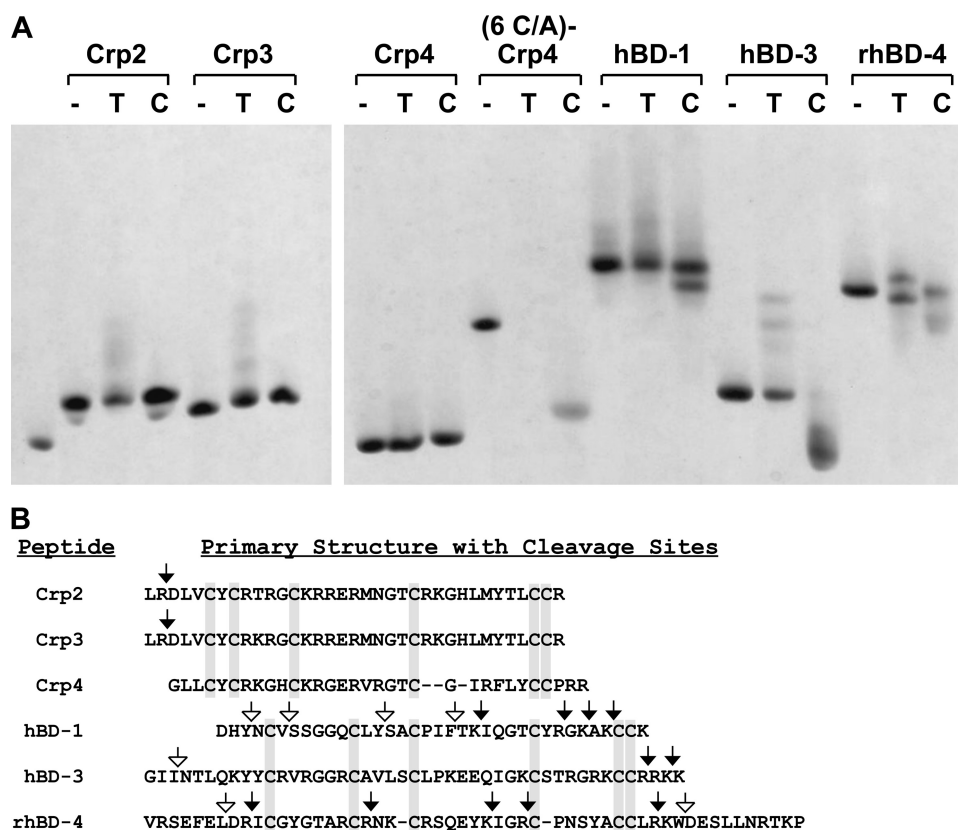 A
(6 C/A)-
Crp2 Crp3 Crp4 Crp4 hBD-1 hBD-3 rhBD-4
- T C - T C - T C - T C - T C - T C - T C
B
Peptide Primary Structure with Cleavage Sites
Crp2 LRDLVCYCRTRGCKRRERMNGTCRKGHLMYTLCCR
Crp3 LRDLVCYCRKRGCKRRERMNGTCRKGHLMYTLCCR
Crp4 GLLCYCRKGHCKRGERVRGTC--G-IRFLYCCPRR
hBD-1 DHYNCVSSGGQCLYSACPIFTKIQGTCYRGKAKCCK
hBD-3 GIINTLQKYYCRVRGGRCAVLSCLPKEEQIGKCSTRGRKCCRRKK
rhBD-4 VRSEFELDRICGYGTARCRNK-CRSQEYKIGRC-PNSYACCLRKWDESLLNRTKP